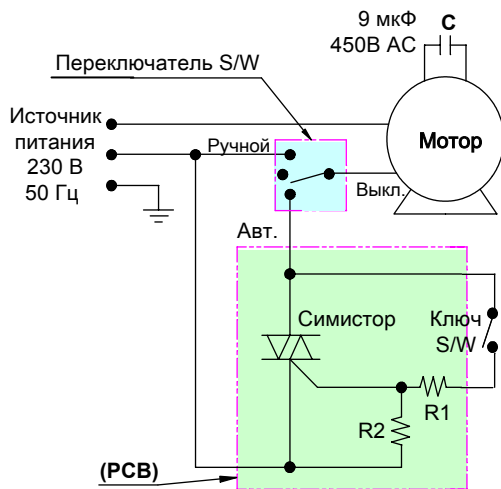 9 мкФ C
450В AC
Переключатель S/W
Источник
питания
230 В
50 Гц
Ручной
Мотор
Выкл.
Авт.
Симистор
Ключ
S/W
R1
R2
(PCB)